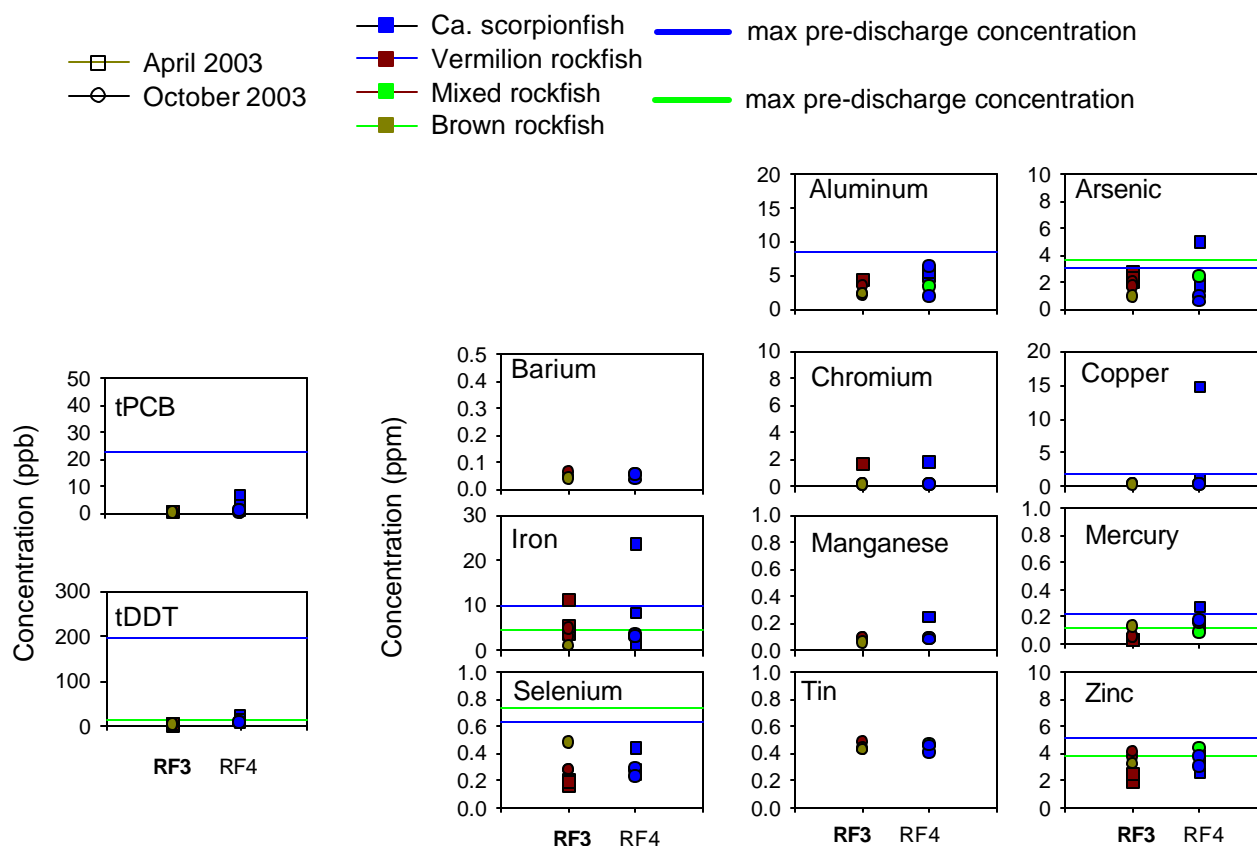 April 2003
October 2003
Ca. scorpionfish
Vermilion rockfish
Mixed rockfish
Brown rockfish
max pre-discharge concentration
max pre-discharge concentration
Concentration (ppb)
tPCB
50
40
30
20
10
0
tDDT
300
200
100
0
RF3 RF4
Concentration (ppm)
Aluminum
20
15
10
5
0
Arsenic
10
8
6
4
2
0
Barium
0.5
0.4
0.3
0.2
0.1
0.0
Chromium
10
8
6
4
2
0
Copper
20
15
10
5
0
Iron
30
20
10
0
Manganese
1.0
0.8
0.6
0.4
0.2
0.0
Mercury
1.0
0.8
0.6
0.4
0.2
0.0
Selenium
1.0
0.8
0.6
0.4
0.2
0.0
RF3 RF4
Tin
1.0
0.8
0.6
0.4
0.2
0.0
RF3 RF4
Zinc
10
8
6
4
2
0
RF3 RF4